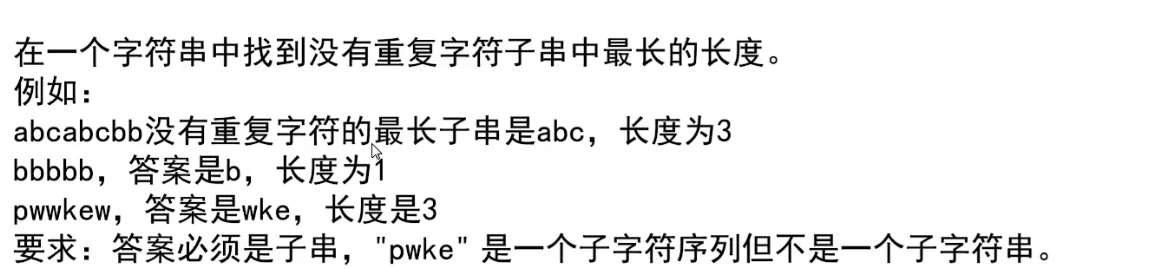 在一个字符串中找到没有重复字符子串中最长的长度。
例如：
abcabcbb没有重复字符的最长子串是abc，长度为3
bbbbb，答案是b，长度为1
pwwkew，答案是wke，长度是3
要求：答案必须是子串，"pwke" 是一个子字符序列但不是一个子字符串。